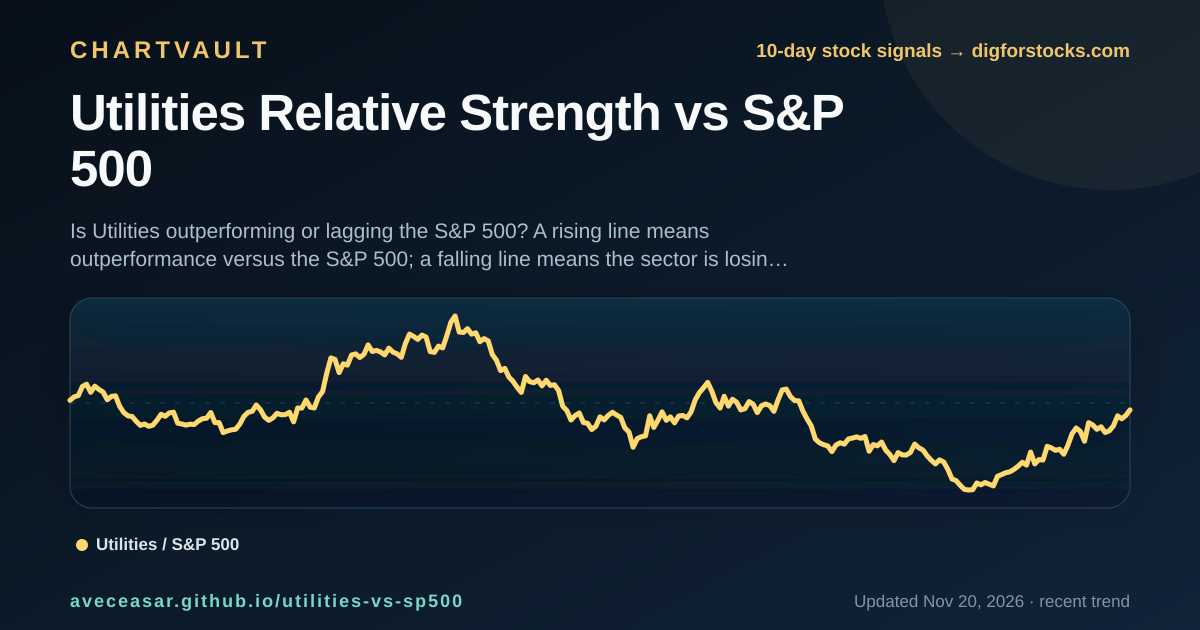 CHARTVAULT
10-day stock signals → digforstocks.com
Utilities Relative Strength vs S&P
500
Is Utilities outperforming or lagging the S&P 500? A rising line means
outperformance versus the S&P 500; a falling line means the sector is losin…
Utilities / S&P 500
aveceasar.github.io/utilities-vs-sp500
Updated Nov 20, 2026 · recent trend